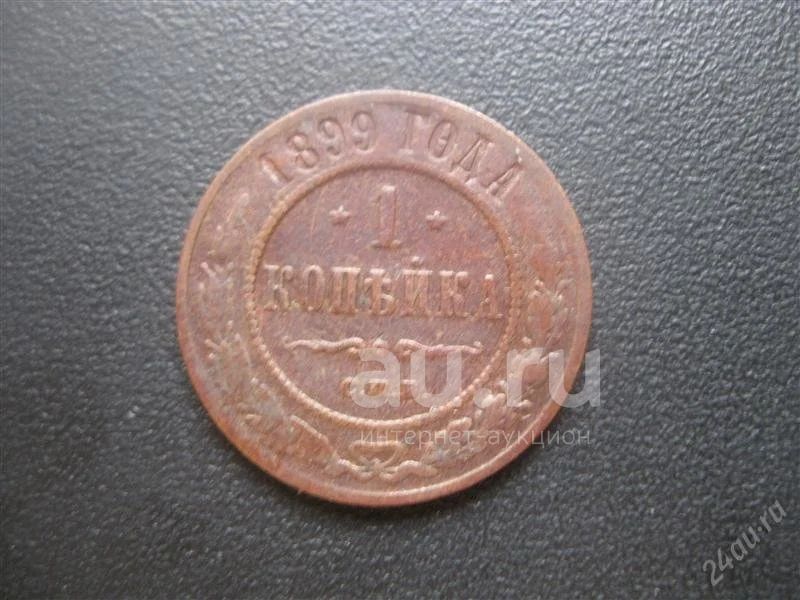 1899 ГОДА
* 1 *
КОПѢЙКА
au.ru
интернет-аукцион
24au.ru